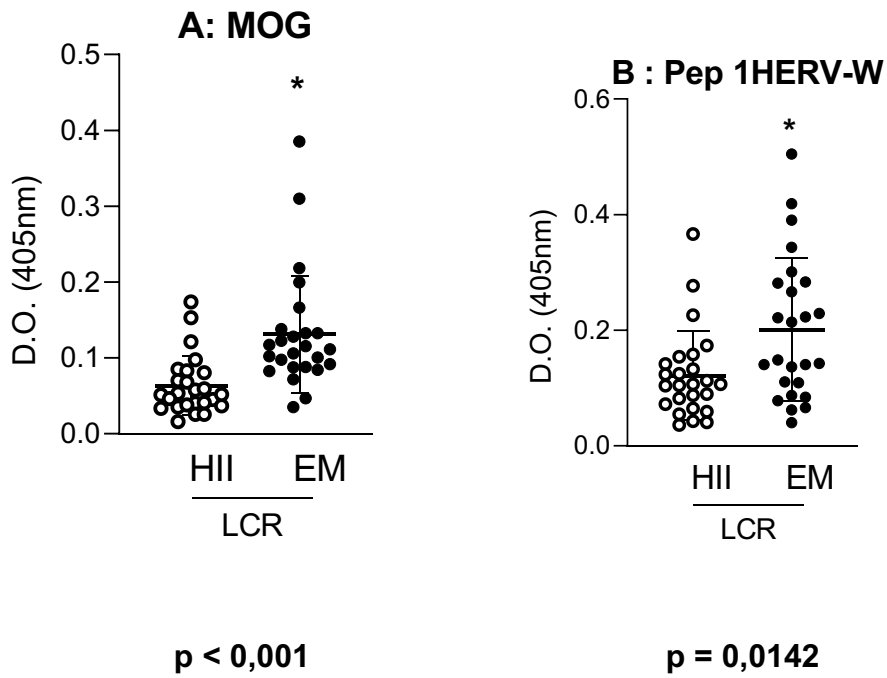 A: MOG
0.5
*
0.4
0.3
D.O. (405nm)
0.2
0.1
0.0
HII EM
LCR
p < 0,001
B : Pep 1HERV-W
0.6
*
0.4
D.O. (405nm)
0.2
0.0
HII EM
LCR
p = 0,0142